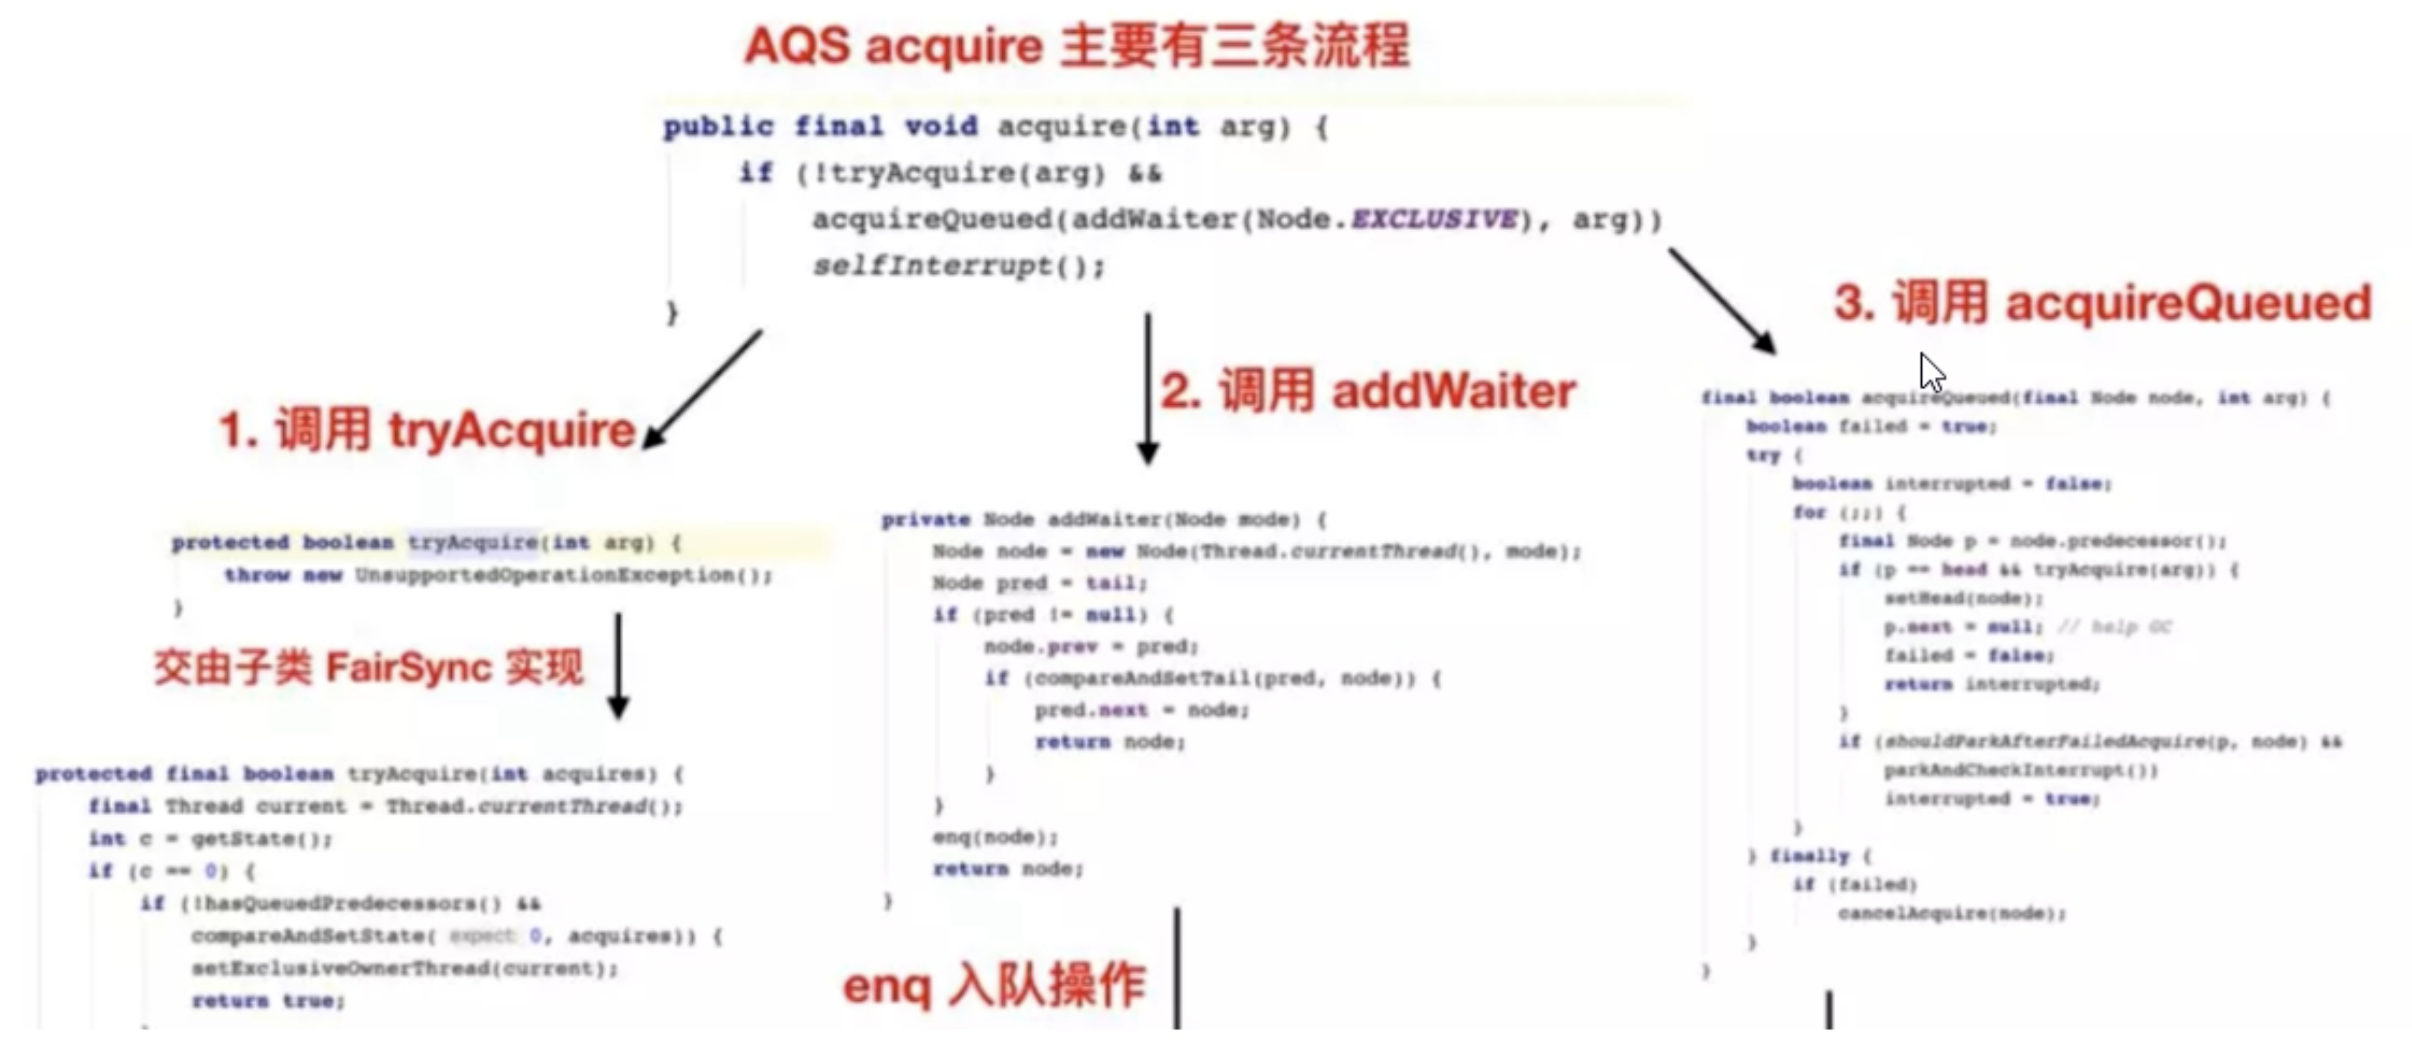 AQS acquire 主要有三条流程
public final void acquire(int arg) {
if (!tryAcquire(arg) &&
acquireQueued(addWaiter(Node.EXCLUSIVE), arg))
selfInterrupt();
}
1. 调用 tryAcquire
protected boolean tryAcquire(int arg) {
throw new UnsupportedOperationException();
}
交由子类 FairSync 实现
protected final boolean tryAcquire(int acquires) {
final Thread current = Thread.currentThread();
int c = getState();
if (c == 0) {
if (!hasQueuedPredecessors() &&
compareAndSetState( expect: 0, acquires)) {
setExclusiveOwnerThread(current);
return true;
2. 调用 addWaiter
private Node addWaiter(Node mode) {
Node node = new Node(Thread.currentThread(), mode);
Node pred = tail;
if (pred != null) {
node.prev = pred;
if (compareAndSetTail(pred, node)) {
pred.next = node;
return node;
}
}
enq(node);
return node;
}
enq 入队操作
3. 调用 acquireQueued
final boolean acquireQueued(final Node node, int arg) {
boolean failed = true;
try {
boolean interrupted = false;
for (;;) {
final Node p = node.predecessor();
if (p == head && tryAcquire(arg)) {
setHead(node);
p.next = null; // help GC
failed = false;
return interrupted;
}
if (shouldParkAfterFailedAcquire(p, node) &&
parkAndCheckInterrupt())
interrupted = true;
}
} finally {
if (failed)
cancelAcquire(node);
}
}